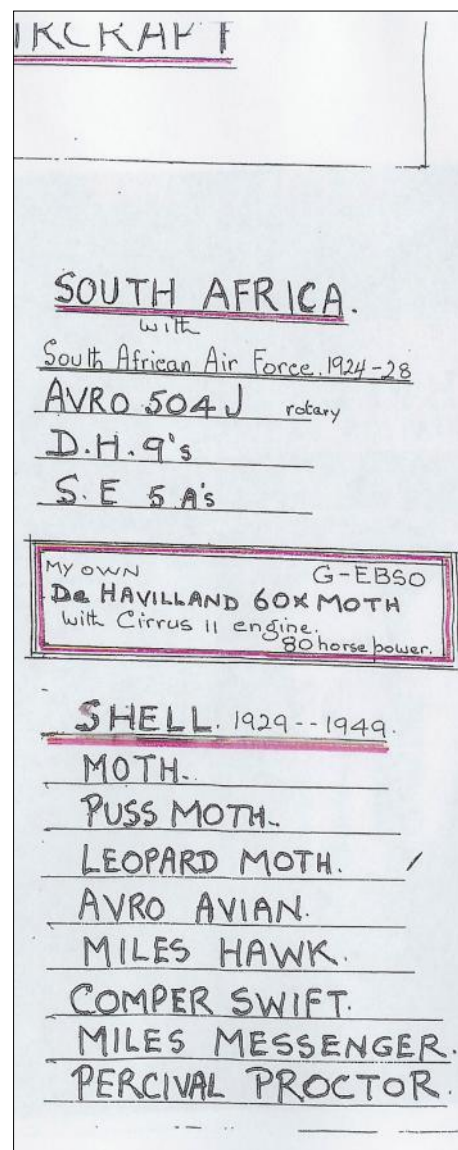 IRCRAFT
SOUTH AFRICA.
with
South African Air Force. 1924-28
AVRO 504 J rotary
D.H. 9's
S.E 5 A's
MY OWN G-EBSO
De HAVILLAND 60X MOTH
with Cirrus II engine.
80 horse power.
SHELL. 1929--1949.
MOTH.
PUSS MOTH.
LEOPARD MOTH.
AVRO AVIAN.
MILES HAWK.
COMPER SWIFT.
MILES MESSENGER.
PERCIVAL PROCTOR.